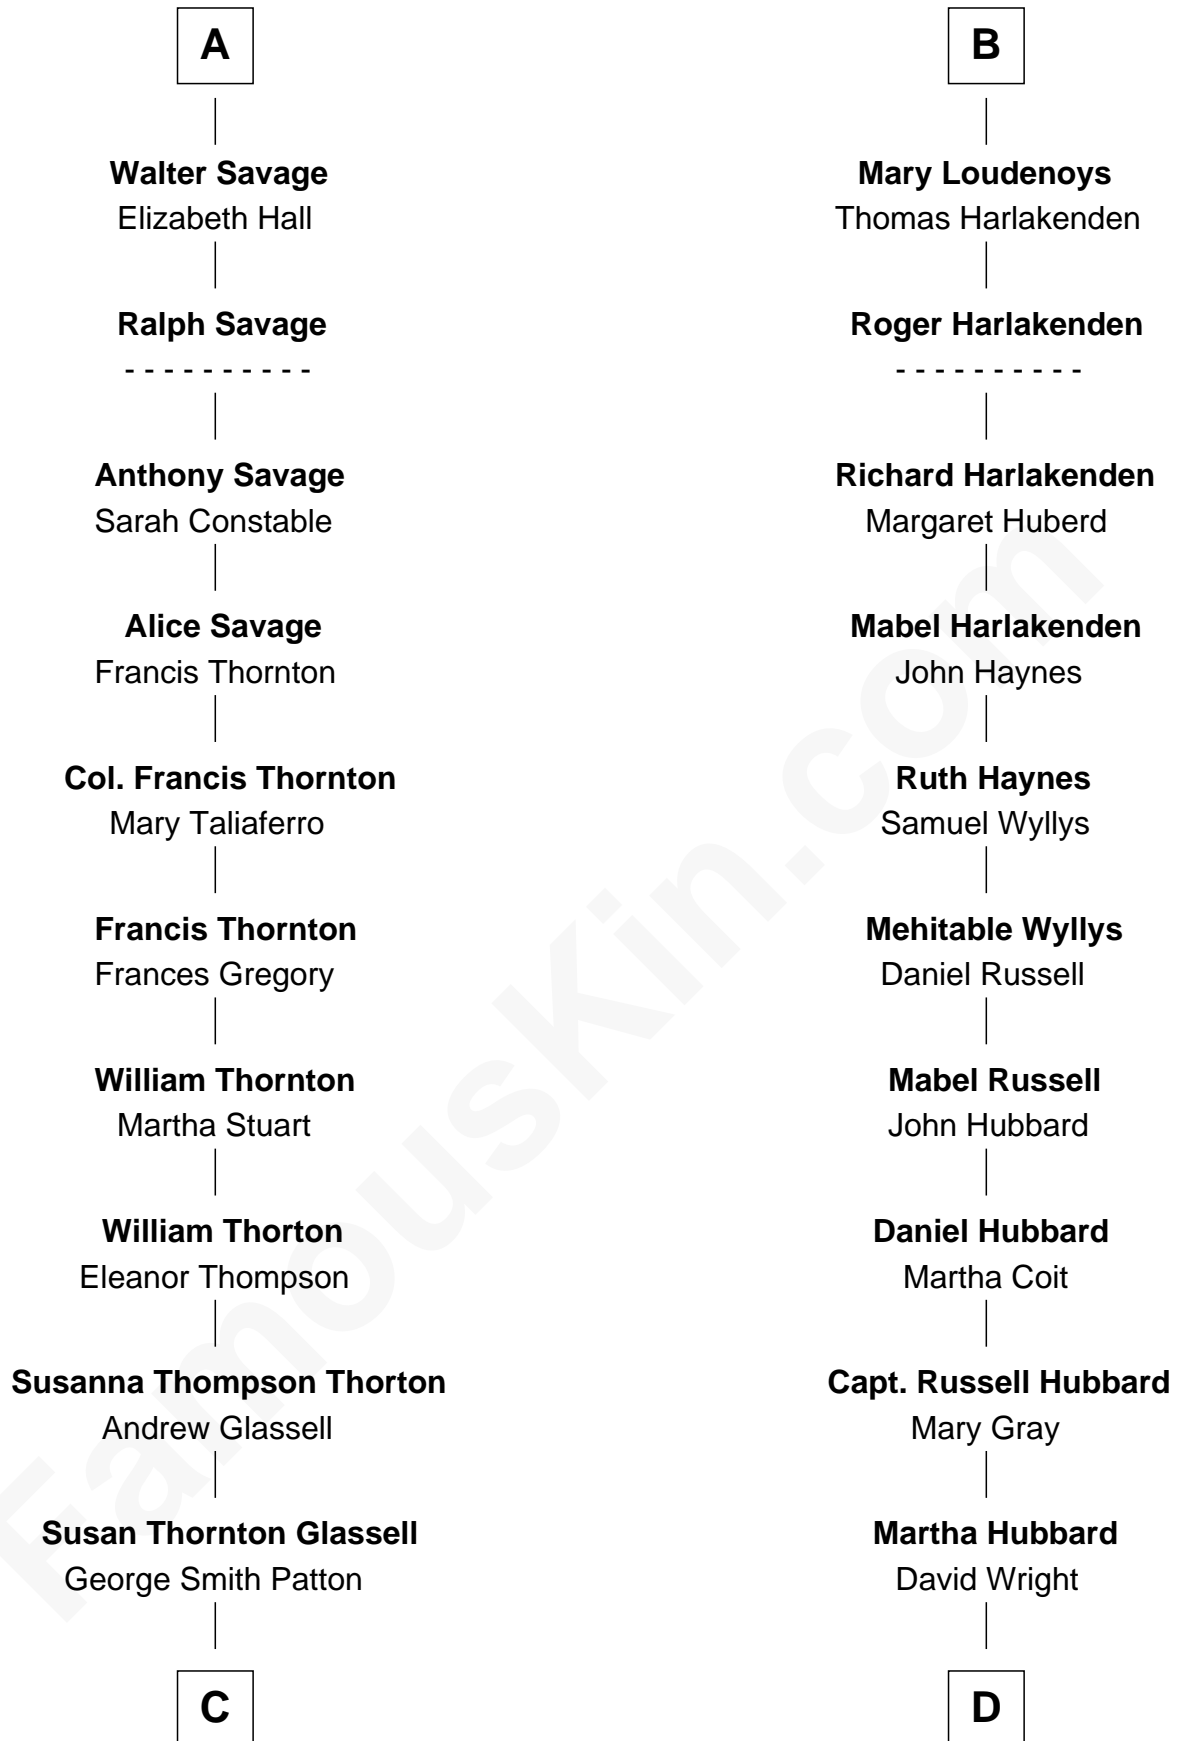 A
Walter Savage
Elizabeth Hall
Ralph Savage
- - - - - - - - - -
Anthony Savage
Sarah Constable
Alice Savage
Francis Thornton
Col. Francis Thornton
Mary Taliaferro
Francis Thornton
Frances Gregory
William Thornton
Martha Stuart
William Thorton
Eleanor Thompson
Susanna Thompson Thorton
Andrew Glassell
Susan Thornton Glassell
George Smith Patton
C
B
Mary Loudenoys
Thomas Harlakenden
Roger Harlakenden
- - - - - - - - - -
Richard Harlakenden
Margaret Huberd
Mabel Harlakenden
John Haynes
Ruth Haynes
Samuel Wyllys
Mehitable Wyllys
Daniel Russell
Mabel Russell
John Hubbard
Daniel Hubbard
Martha Coit
Capt. Russell Hubbard
Mary Gray
Martha Hubbard
David Wright
D
FamousKin.com